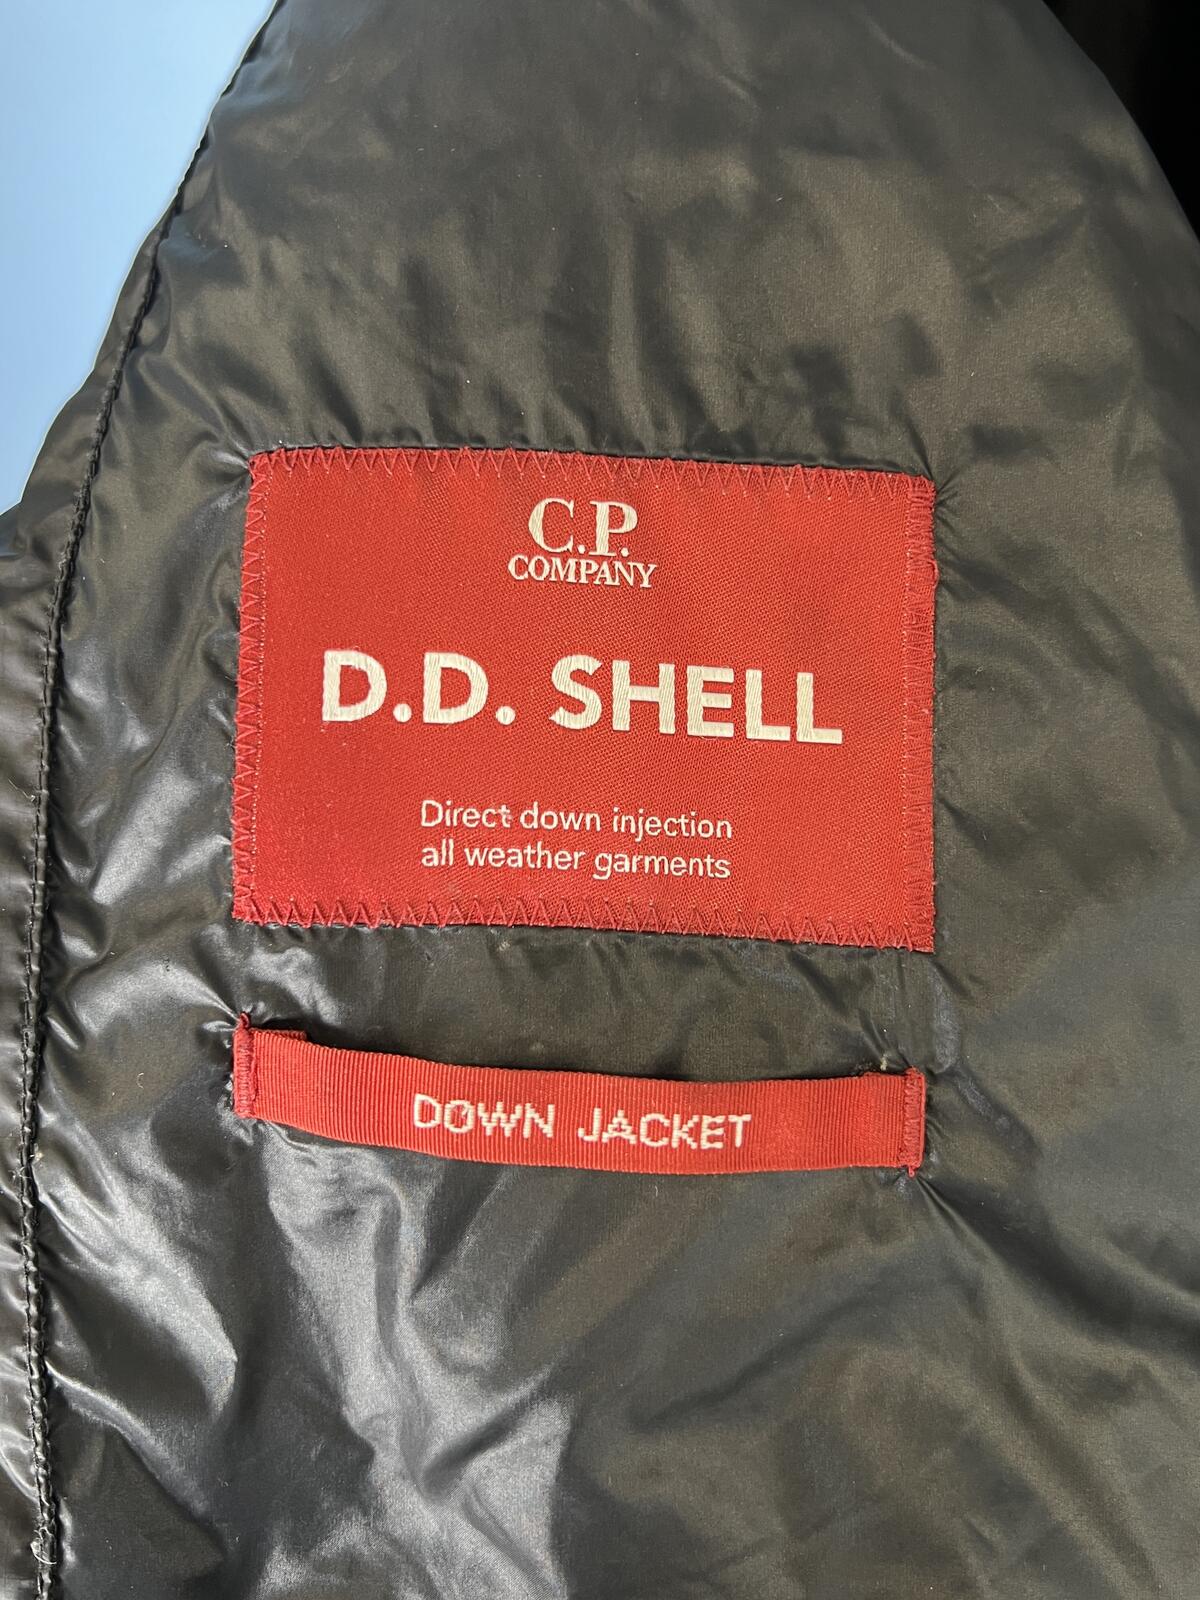 C.P.
COMPANY
D.D. SHELL
Direct down injection
all weather garments
DOWN JACKET